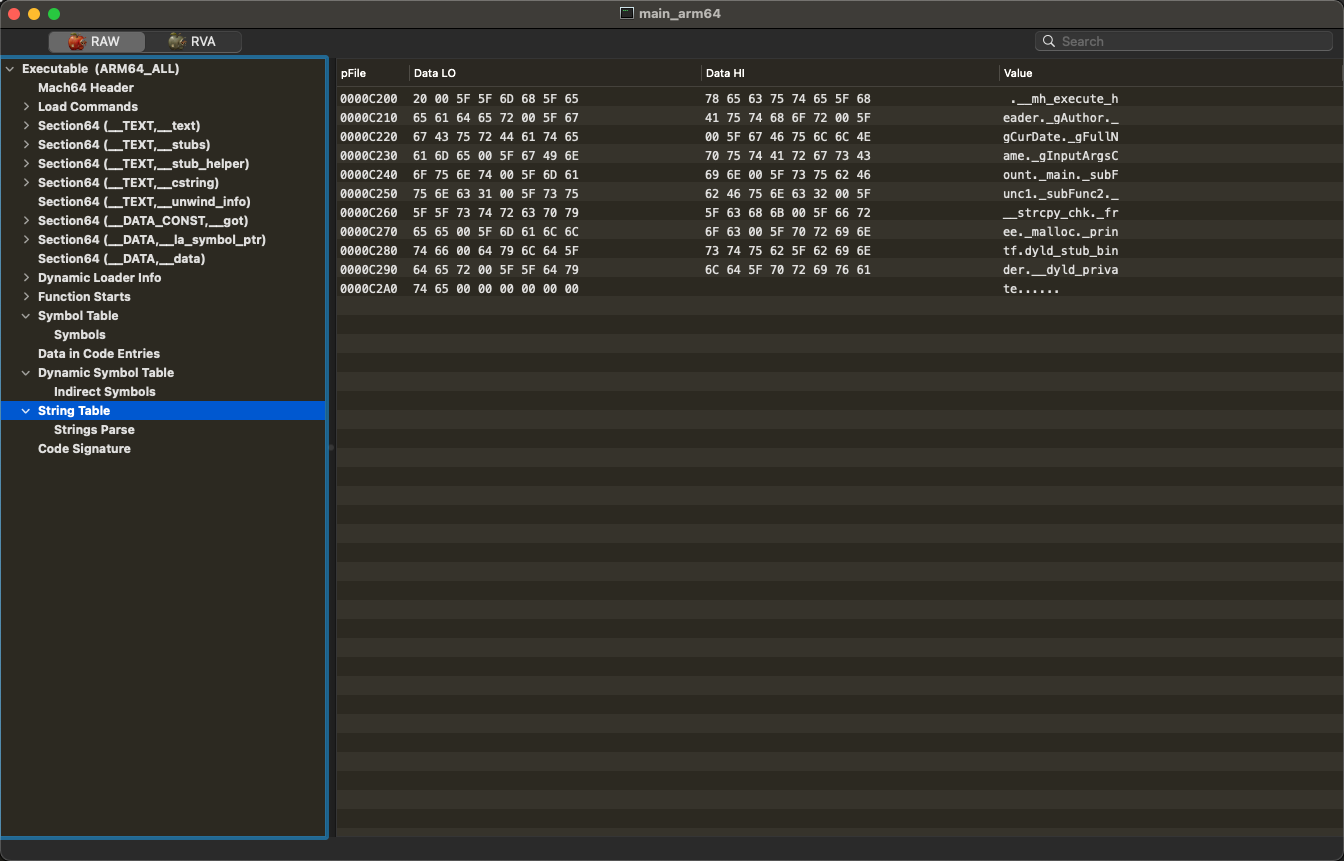 main_arm64
RAW RVA Search
Executable (ARM64_ALL)
Mach64 Header
Load Commands
Section64 (__TEXT,__text)
Section64 (__TEXT,__stubs)
Section64 (__TEXT,__stub_helper)
Section64 (__TEXT,__cstring)
Section64 (__TEXT,__unwind_info)
Section64 (__DATA_CONST,__got)
Section64 (__DATA,__la_symbol_ptr)
Section64 (__DATA,__data)
Dynamic Loader Info
Function Starts
Symbol Table
Symbols
Data in Code Entries
Dynamic Symbol Table
Indirect Symbols
String Table
Strings Parse
Code Signature
pFile Data LO Data HI Value
0000C200 20 00 5F 5F 6D 68 5F 65 78 65 63 75 74 65 5F 68 .__mh_execute_h
0000C210 65 61 64 65 72 00 5F 67 41 75 74 68 6F 72 00 5F eader._gAuthor._
0000C220 67 43 75 72 44 61 74 65 00 5F 67 46 75 6C 6C 4E gCurDate._gFullN
0000C230 61 6D 65 00 5F 67 49 6E 70 75 74 41 72 67 73 43 ame._gInputArgsC
0000C240 6F 75 6E 74 00 5F 6D 61 69 6E 00 5F 73 75 62 46 ount._main._subF
0000C250 75 6E 63 31 00 5F 73 75 62 46 75 6E 63 32 00 5F unc1._subFunc2._
0000C260 5F 5F 73 74 72 63 70 79 5F 63 68 6B 00 5F 66 72 __strcpy_chk._fr
0000C270 65 65 00 5F 6D 61 6C 6C 6F 63 00 5F 70 72 69 6E ee._malloc._prin
0000C280 74 66 00 64 79 6C 64 5F 73 74 75 62 5F 62 69 6E tf.dyld_stub_bin
0000C290 64 65 72 00 5F 5F 64 79 6C 64 5F 70 72 69 76 61 der.__dyld_priva
0000C2A0 74 65 00 00 00 00 00 00 te......